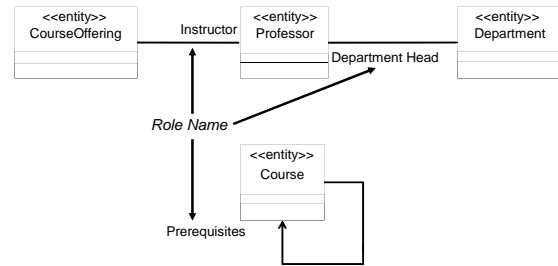 <<entity>>
CourseOffering
Instructor
<<entity>>
Professor
Department Head
<<entity>>
Department
Role Name
<<entity>>
Course
Prerequisites